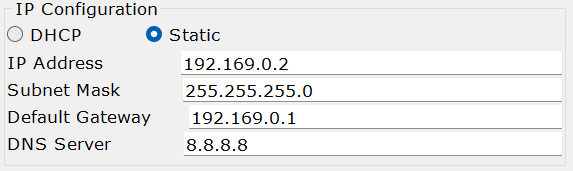 IP Configuration
DHCP Static
IP Address 192.169.0.2
Subnet Mask 255.255.255.0
Default Gateway 192.169.0.1
DNS Server 8.8.8.8